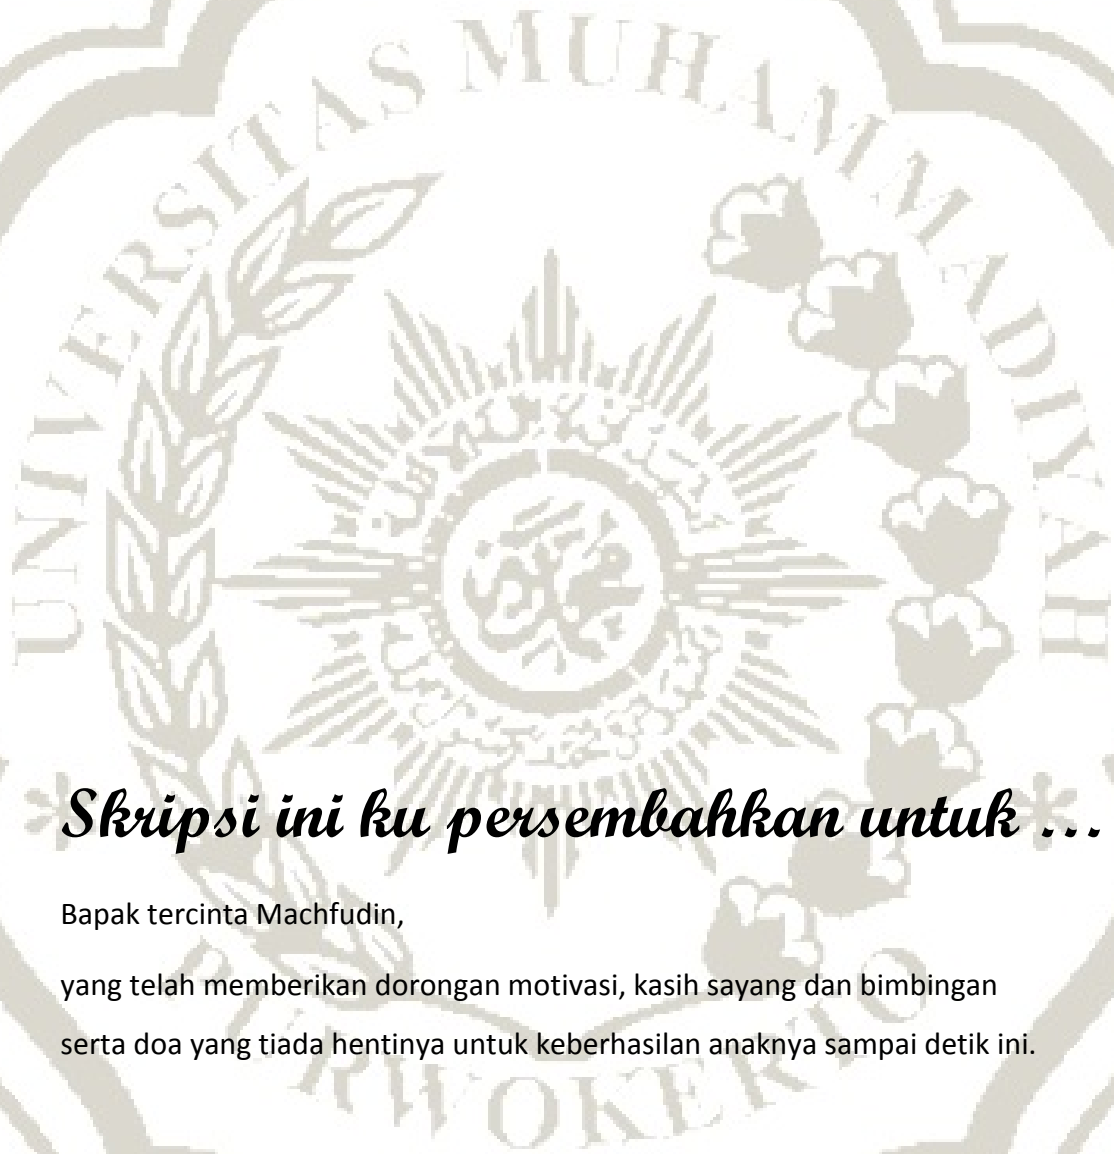 UNIVERSITAS MUHAMMADIYAH
Skripsi ini ku persembahkan untuk ...
Bapak tercinta Machfudin,
yang telah memberikan dorongan motivasi, kasih sayang dan bimbingan
serta doa yang tiada hentinya untuk keberhasilan anaknya sampai detik ini.
PURWOKERTO